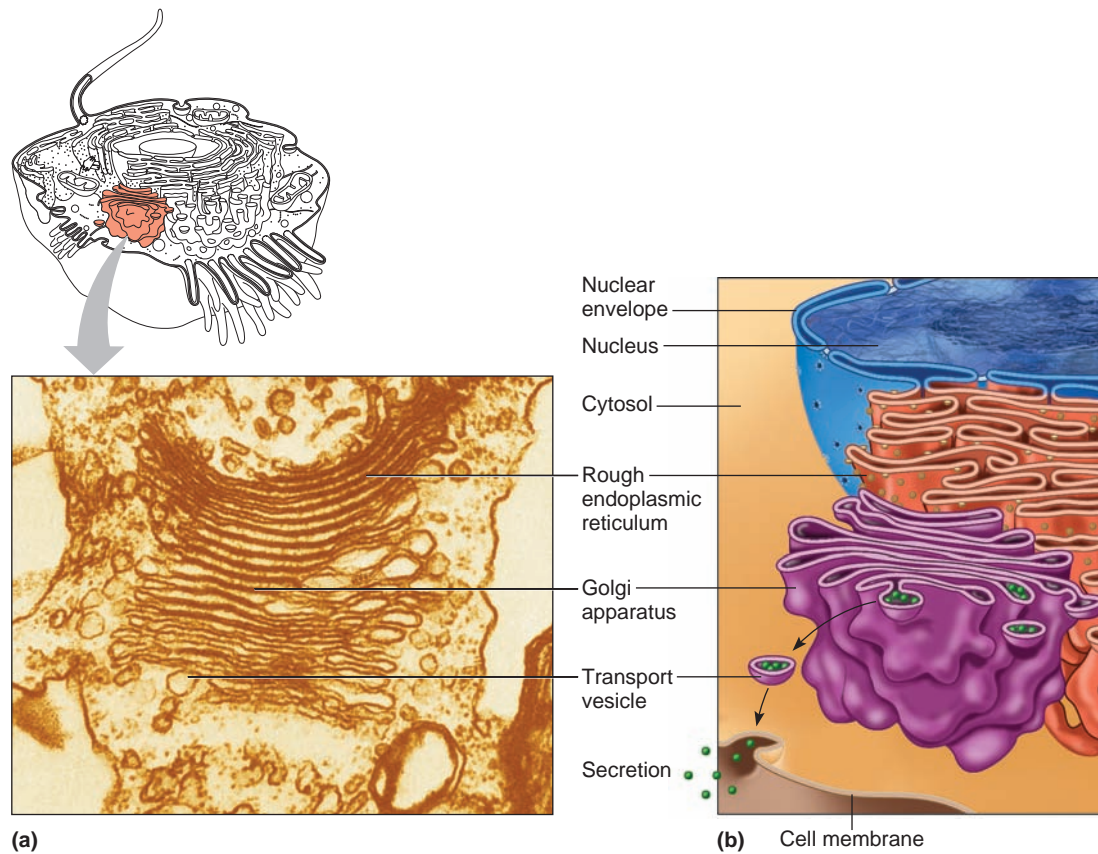 Nuclear
envelope
Nucleus
Cytosol
Rough
endoplasmic
reticulum
Golgi
apparatus
Transport
vesicle
Secretion
(a)
(b)
Cell membrane